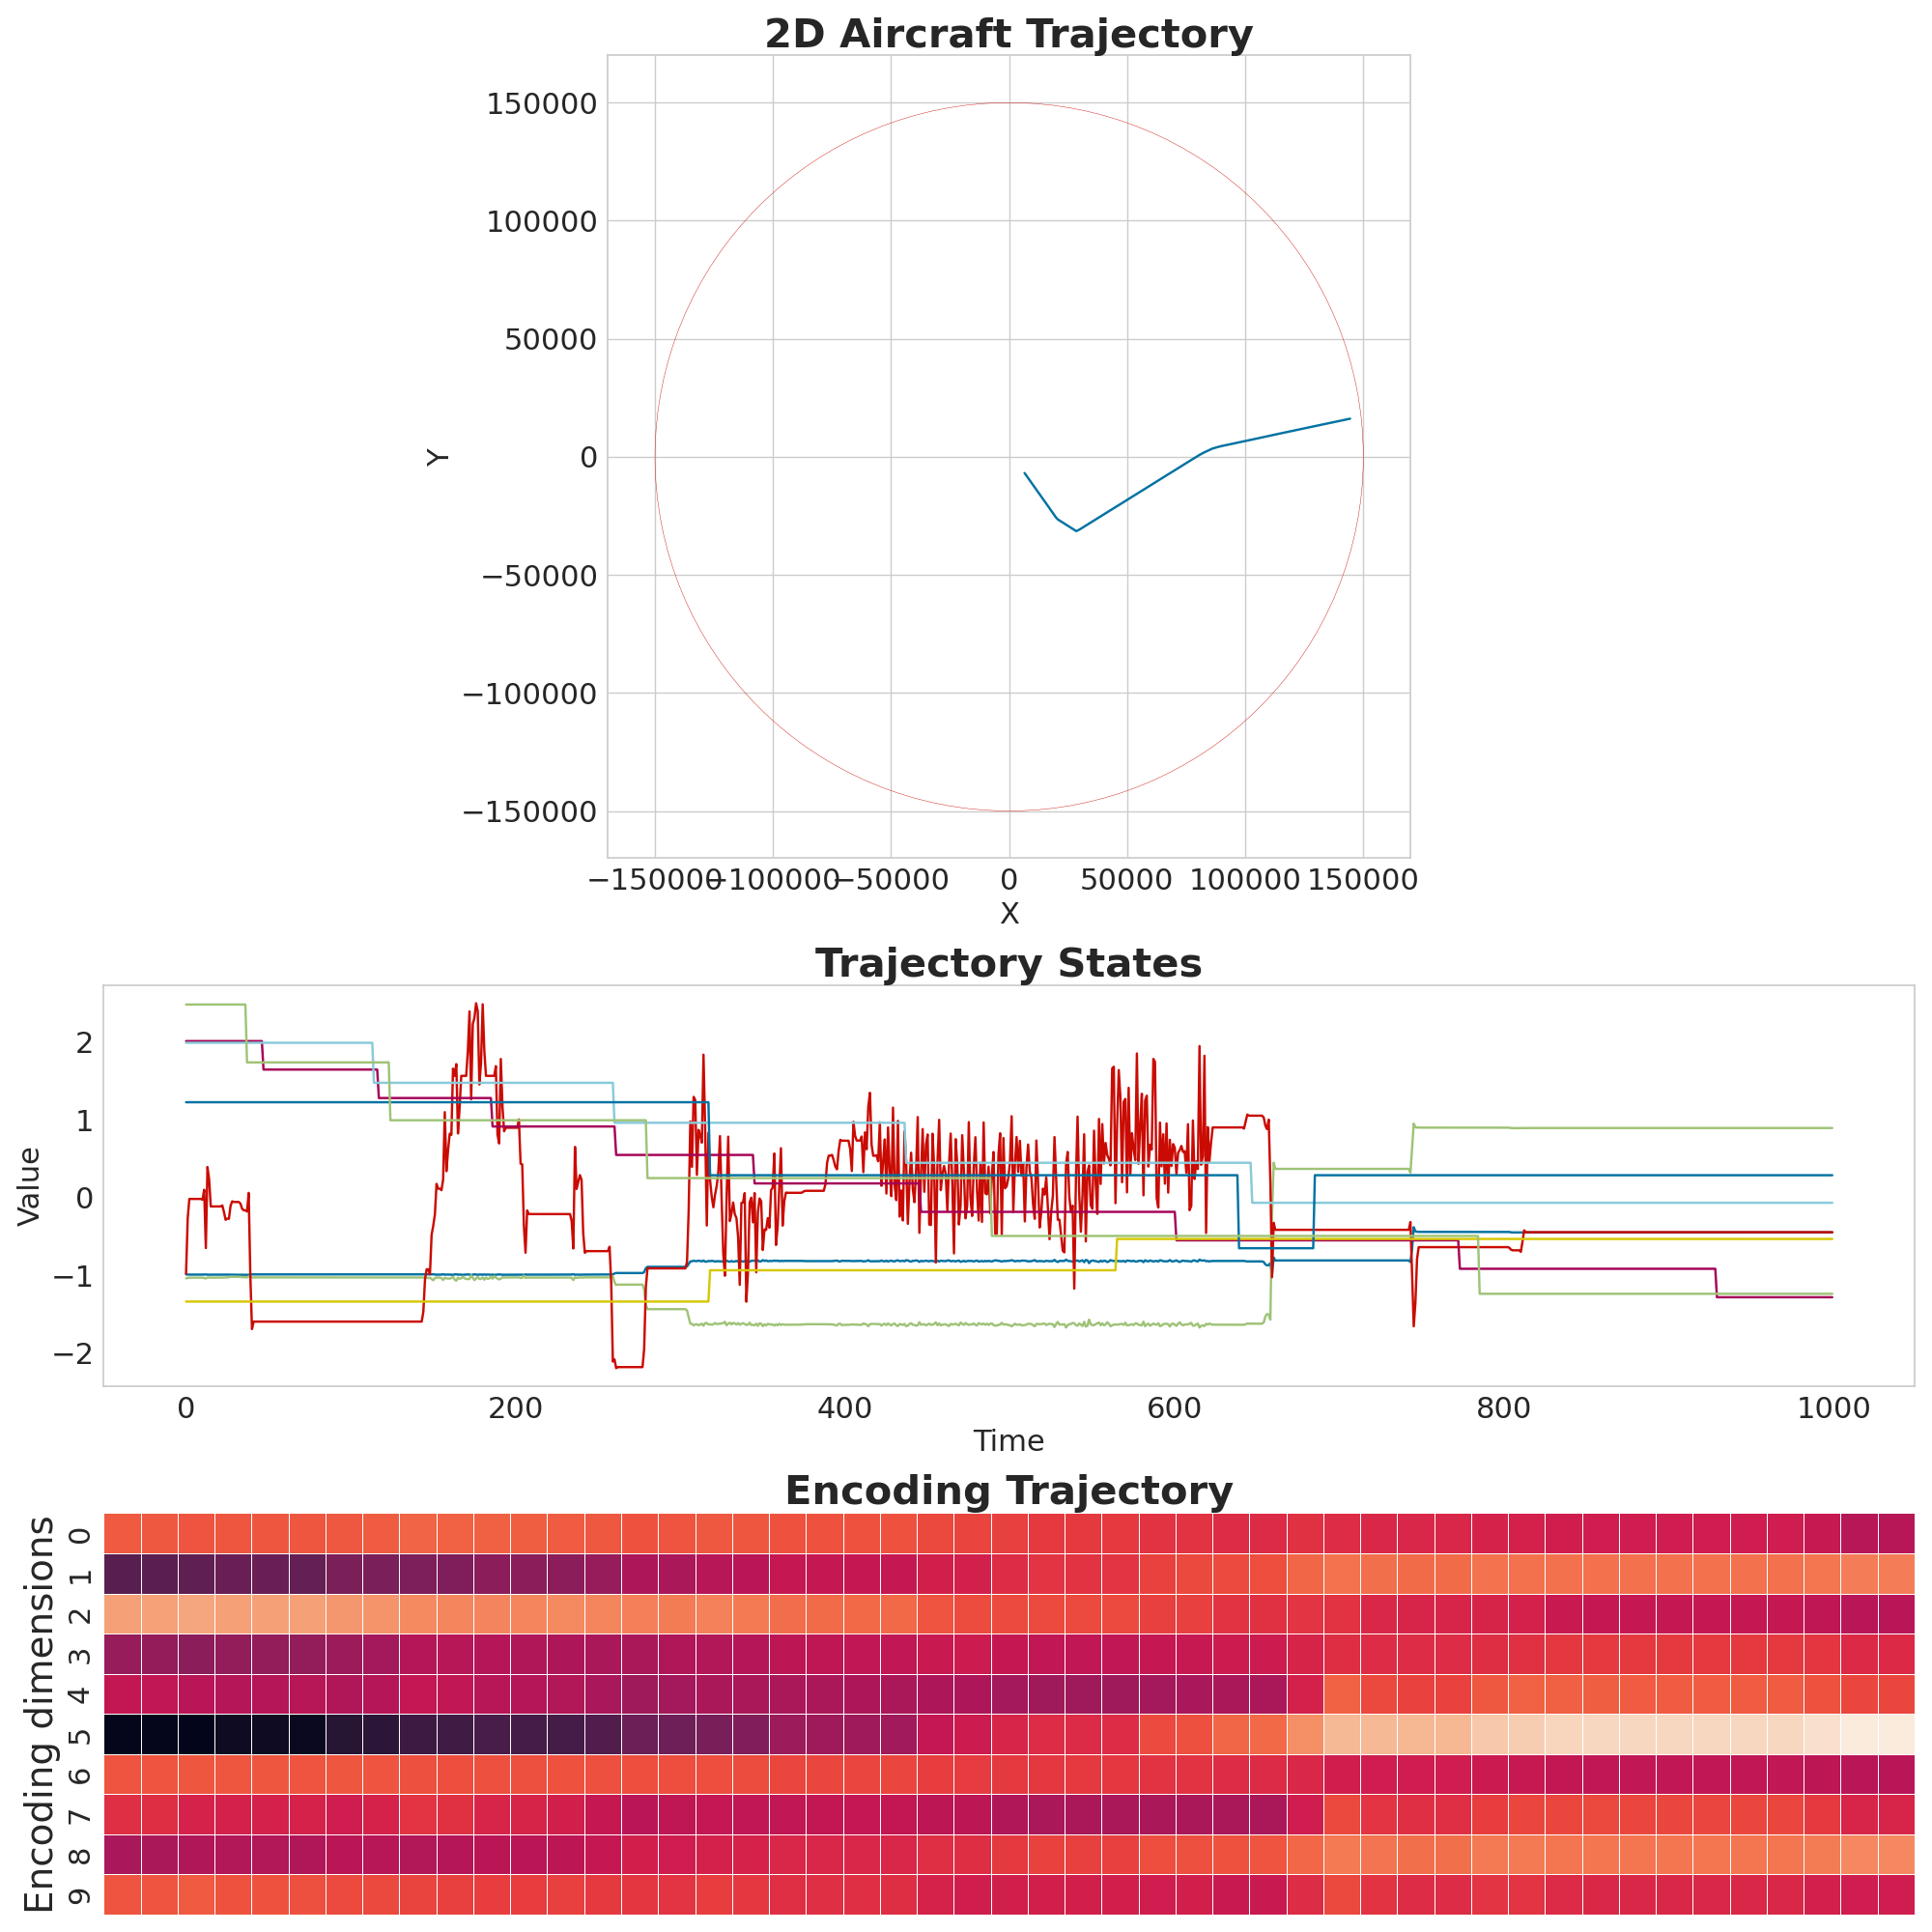 2D Aircraft Trajectory
150000
100000
50000
0
−50000
−100000
−150000
Y
−150000 −100000 −50000 0 50000 100000 150000
X
Trajectory States
2
1
0
−1
−2
Value
0 200 400 600 800 1000
Time
Encoding Trajectory
Encoding dimensions
0
1
2
3
4
5
6
7
8
9